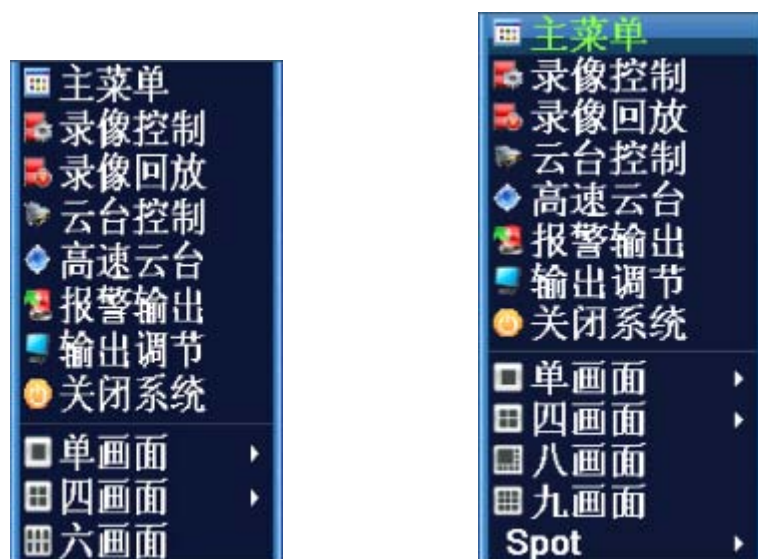 主菜单
录像控制
录像回放
云台控制
高速云台
报警输出
输出调节
关闭系统
单画面
四画面
六画面
主菜单
录像控制
录像回放
云台控制
高速云台
报警输出
输出调节
关闭系统
单画面
四画面
八画面
九画面
Spot